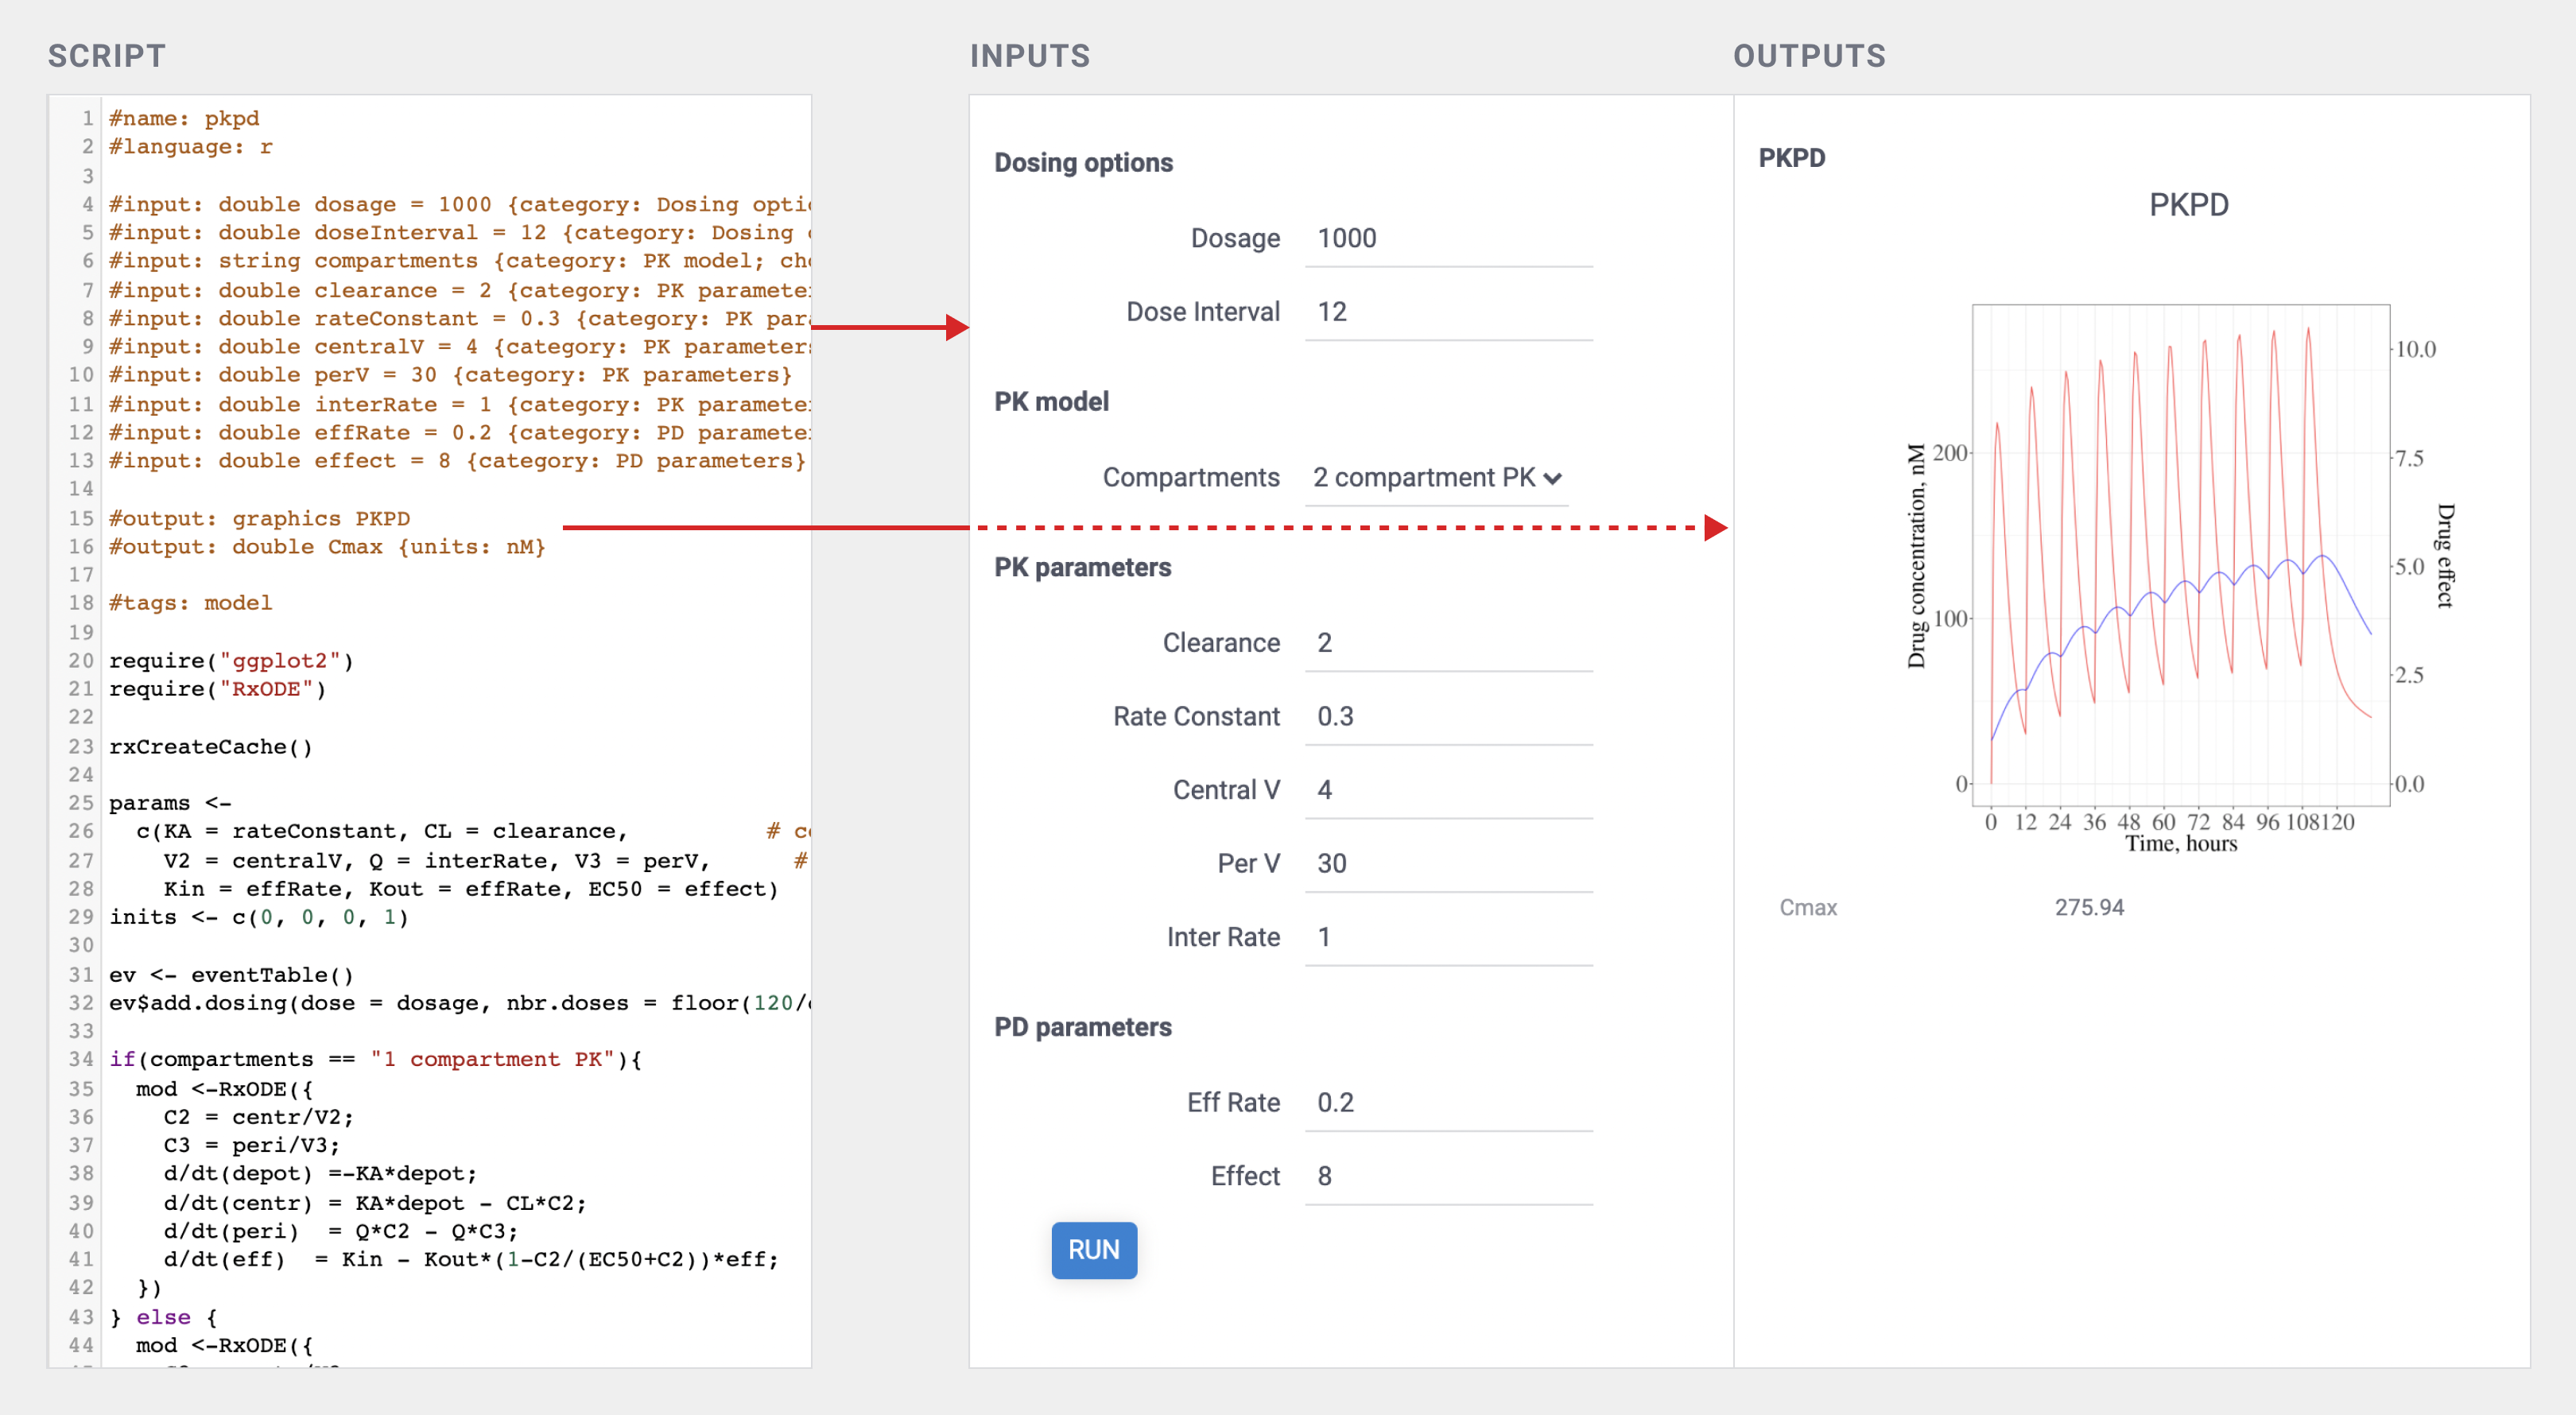 SCRIPT
1 #name: pkpd
2 #language: r
3
4 #input: double dosage = 1000 {category: Dosing
5 #input: double doseInterval = 12 {category: Dosing
6 #input: string compartments {category: PK model;
7 #input: double clearance = 2 {category: PK
8 #input: double rateConstant = 0.3 {category: PK
9 #input: double centralV = 4 {category: PK parameters
10 #input: double perV = 30 {category: PK parameters}
11 #input: double interRate = 1 {category: PK
12 #input: double effRate = 0.2 {category: PD
13 #input: double effect = 8 {category: PD parameters}
14
15 #output: graphics PKPD
16 #output: double Cmax {units: nM}
17
18 #tags: model
19
20 require("ggplot2")
21 require("RxODE")
22
23 rxCreateCache()
24
25 params <-
26 c(KA = rateConstant, CL = clearance, #
27 V2 = centralV, Q = interRate, V3 = perV, #
28 Kin = effRate, Kout = effRate, EC50 = effect)
29 inits <- c(0, 0, 0, 1)
30
31 ev <- eventTable()
32 ev$add.dosing(dose = dosage, nbr.doses = floor(120/
33
34 if(compartments == "1 compartment PK"){
35 mod <-RxODE({
36 C2 = centr/V2;
37 C3 = peri/V3;
38 d/dt(depot) =-KA*depot;
39 d/dt(centr) = KA*depot - CL*C2;
40 d/dt(peri) = Q*C2 - Q*C3;
41 d/dt(eff) = Kin - Kout*(1-C2/(EC50+C2))*eff;
42 })
43 } else {
44 mod <-RxODE({
INPUTS
Dosing options
Dosage 1000
Dose Interval 12
PK model
Compartments 2 compartment PK
PK parameters
Clearance 2
Rate Constant 0.3
Central V 4
Per V 30
Inter Rate 1
PD parameters
Eff Rate 0.2
Effect 8
RUN
OUTPUTS
PKPD
PKPD
Drug concentration, nM
200
100
0
10.0
7.5
5.0
2.5
0.0
Drug effect
0 12 24 36 48 60 72 84 96 108 120
Time, hours
Cmax 275.94